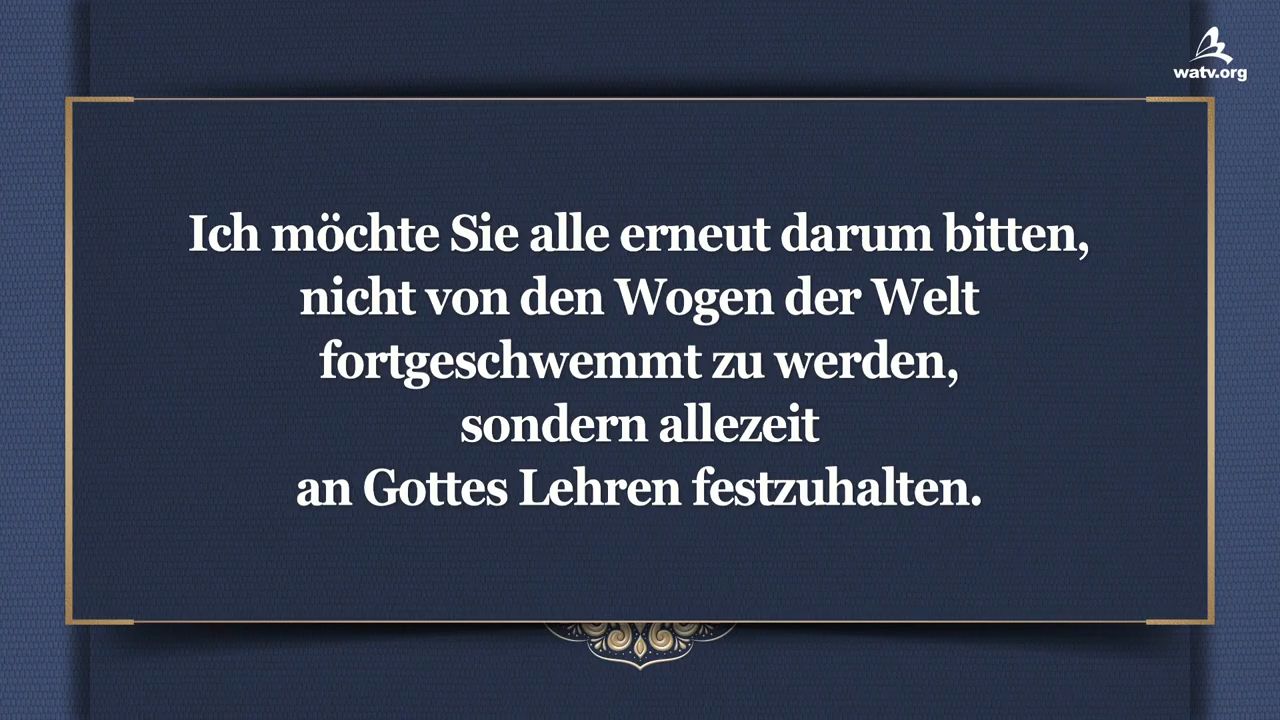 watv.org
Ich möchte Sie alle erneut darum bitten,
nicht von den Wogen der Welt
fortgeschwemmt zu werden,
sondern allezeit
an Gottes Lehren festzuhalten.